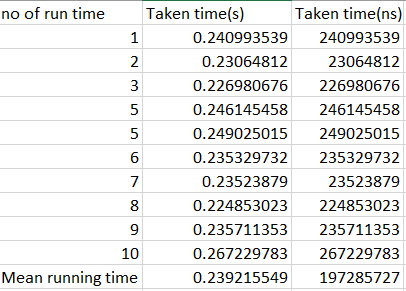 no of run time Taken time(s) Taken time(ns)
1 0.240993539 240993539
2 0.23064812 23064812
3 0.226980676 226980676
5 0.246145458 246145458
5 0.249025015 249025015
6 0.235329732 235329732
7 0.23523879 23523879
8 0.224853023 224853023
9 0.235711353 235711353
10 0.267229783 267229783
Mean running time 0.239215549 197285727